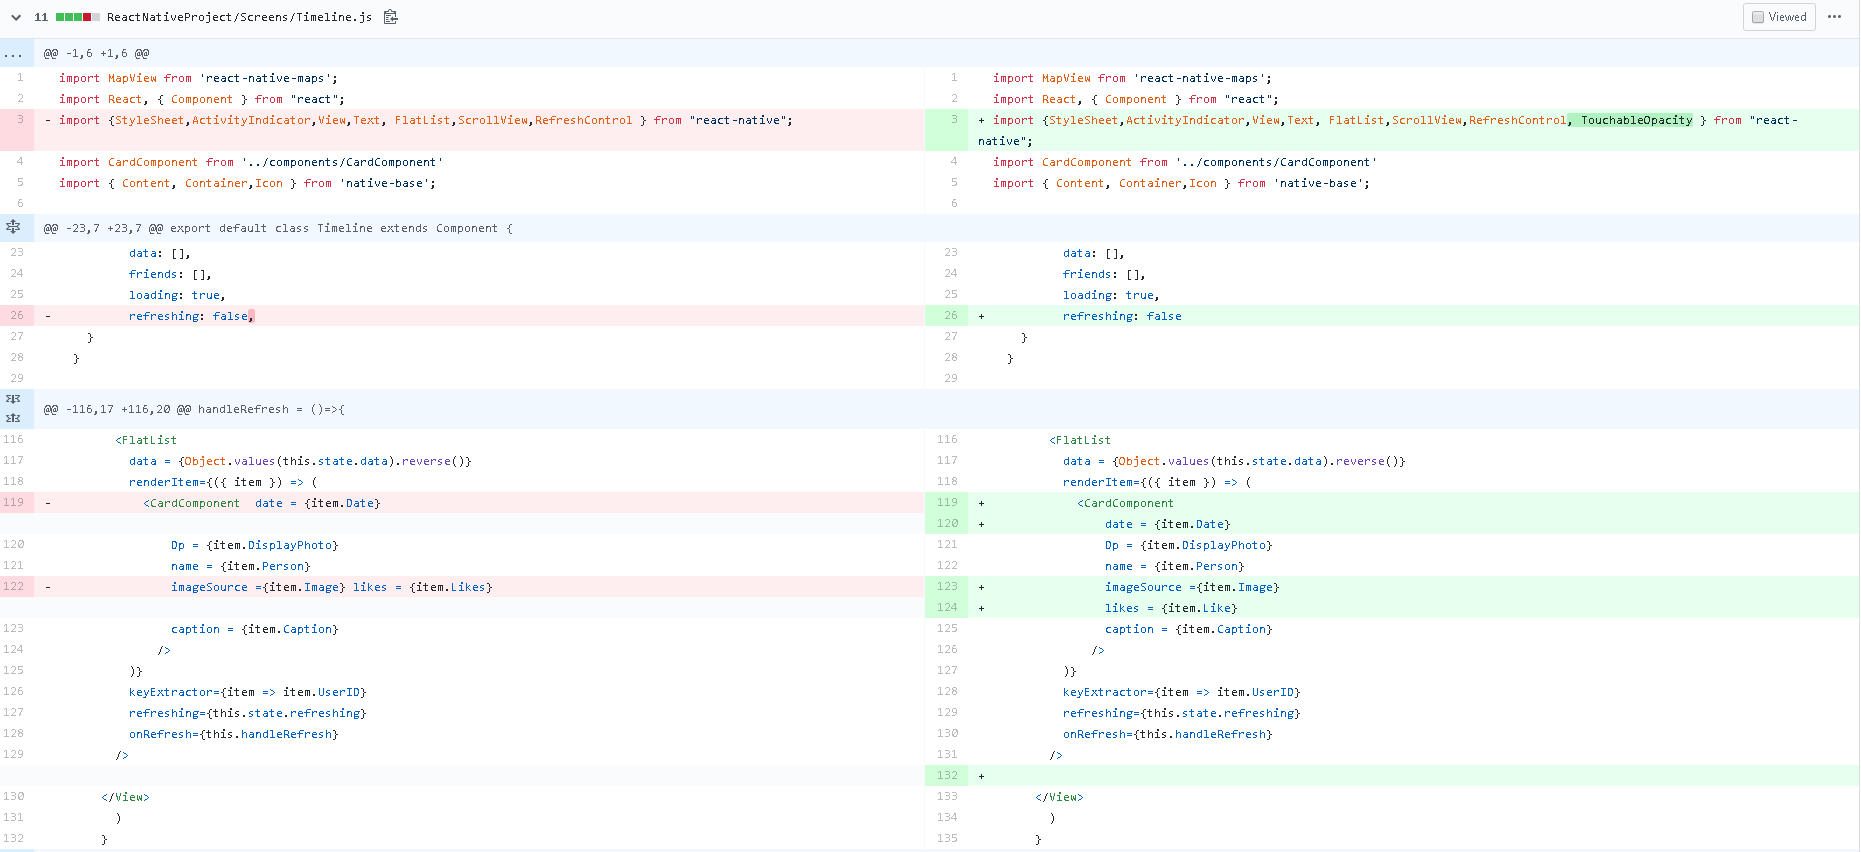 11 ReactNativeProject/Screens/Timeline.js Viewed ...
... @@ -1,6 +1,6 @@
1 import MapView from 'react-native-maps'; 1 import MapView from 'react-native-maps';
2 import React, { Component } from "react"; 2 import React, { Component } from "react";
3 - import {StyleSheet,ActivityIndicator,View,Text, FlatList,ScrollView,RefreshControl } from "react-native"; 3 + import {StyleSheet,ActivityIndicator,View,Text, FlatList,ScrollView,RefreshControl, TouchableOpacity } from "react-
native";
4 import CardComponent from '../components/CardComponent' 4 import CardComponent from '../components/CardComponent'
5 import { Content, Container,Icon } from 'native-base'; 5 import { Content, Container,Icon } from 'native-base';
6 6
@@ -23,7 +23,7 @@ export default class Timeline extends Component {
23 data: [], 23 data: [],
24 friends: [], 24 friends: [],
25 loading: true, 25 loading: true,
26 - refreshing: false, 26 + refreshing: false
27 } 27 }
28 } 28 }
29 29
@@ -116,17 +116,20 @@ handleRefresh = ()=>{
116 <FlatList 116 <FlatList
117 data = {Object.values(this.state.data).reverse()} 117 data = {Object.values(this.state.data).reverse()}
118 renderItem={({ item }) => ( 118 renderItem={({ item }) => (
119 - <CardComponent date = {item.Date} 119 + <CardComponent
120 + date = {item.Date}
120 Dp = {item.DisplayPhoto} 121 Dp = {item.DisplayPhoto}
121 name = {item.Person} 122 name = {item.Person}
122 - imageSource ={item.Image} likes = {item.Likes} 123 + imageSource ={item.Image}
124 + likes = {item.Like}
123 caption = {item.Caption} 125 caption = {item.Caption}
124 /> 126 />
125 )} 127 )}
126 keyExtractor={item => item.UserID} 128 keyExtractor={item => item.UserID}
127 refreshing={this.state.refreshing} 129 refreshing={this.state.refreshing}
128 onRefresh={this.handleRefresh} 130 onRefresh={this.handleRefresh}
129 /> 131 />
132 +
130 </View> 133 </View>
131 ) 134 )
132 } 135 }